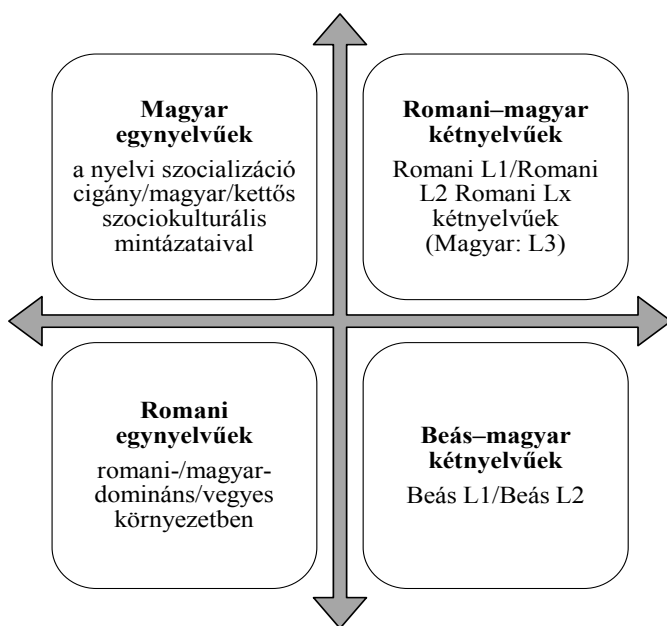 Magyar
egynyelvűek
a nyelvi szocializáció
cigány/magyar/kettős
szociokulturális
mintázataival
Romani–magyar
kétnyelvűek
Romani L1/Romani
L2 Romani Lx
kétnyelvűek
(Magyar: L3)
Romani
egynyelvűek
romani-/magyar-
domináns/vegyes
környezetben
Beás–magyar
kétnyelvűek
Beás L1/Beás L2